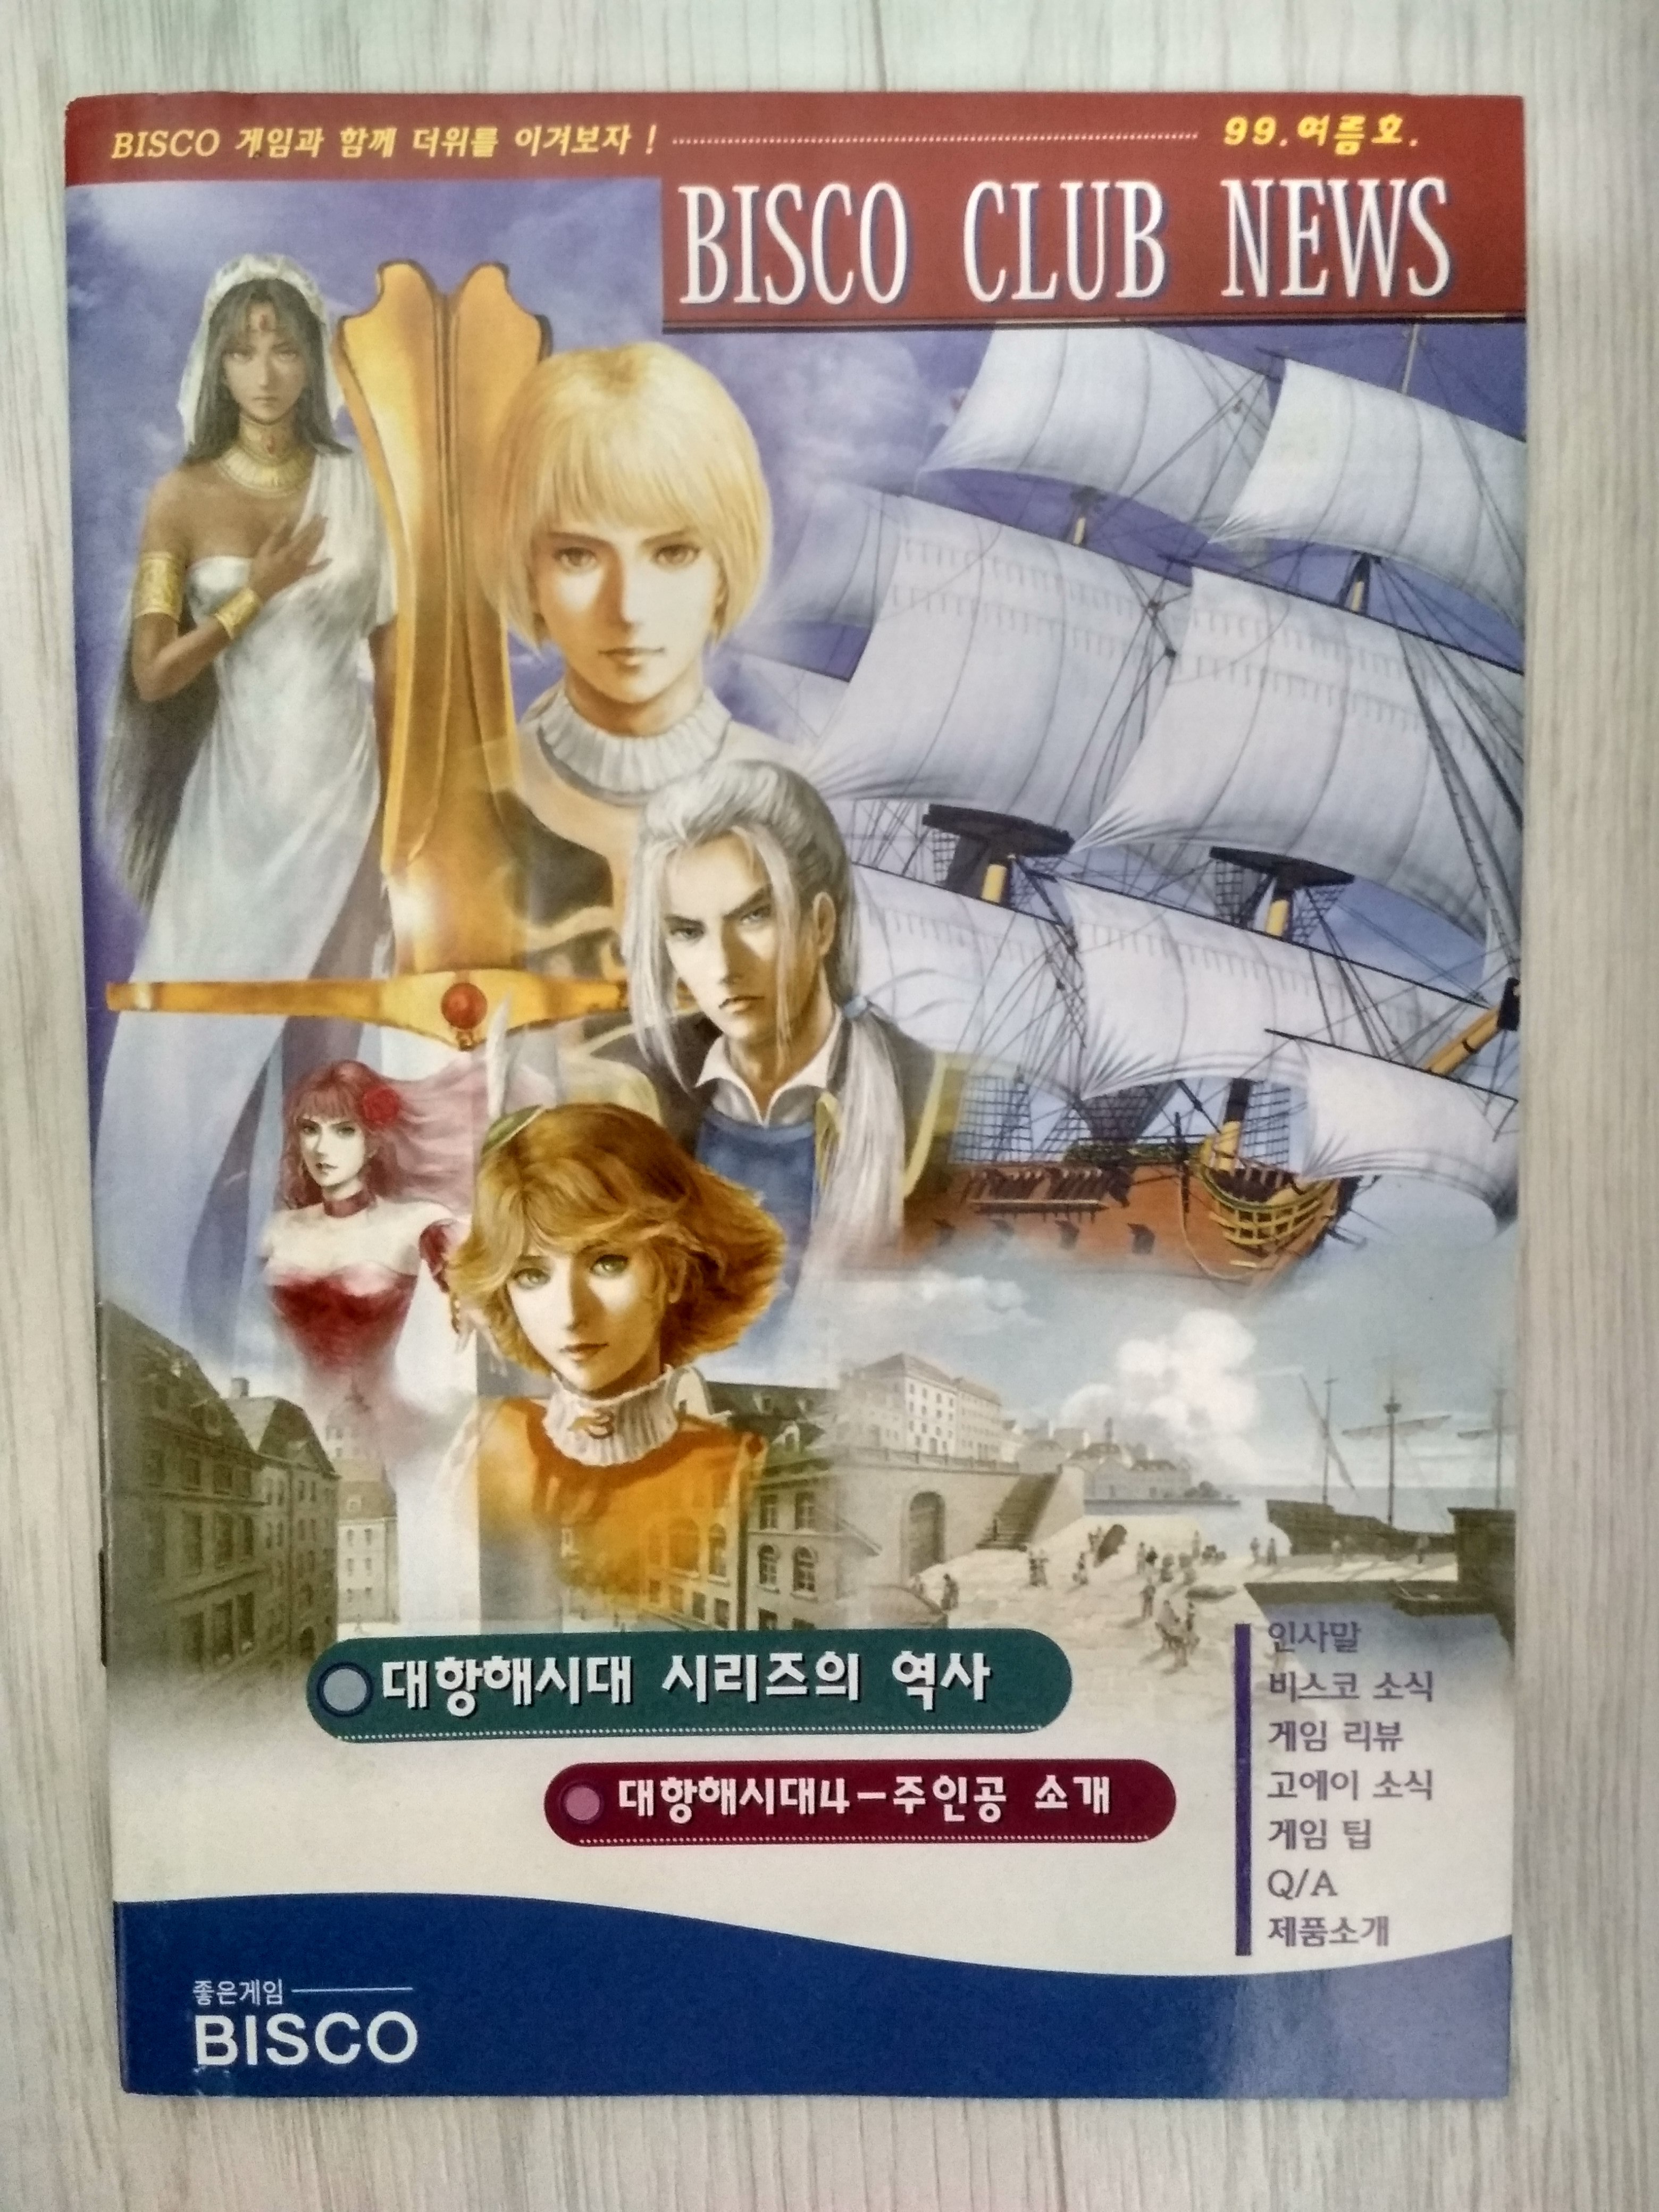 BISCO 게임과 함께 더위를 이겨보자 !
99.여름호.
BISCO CLUB NEWS
대항해시대 시리즈의 역사
대항해시대4-주인공 소개
인사말
비스코 소식
게임 리뷰
고에이 소식
게임 팁
Q/A
제품소개
좋은게임
BISCO